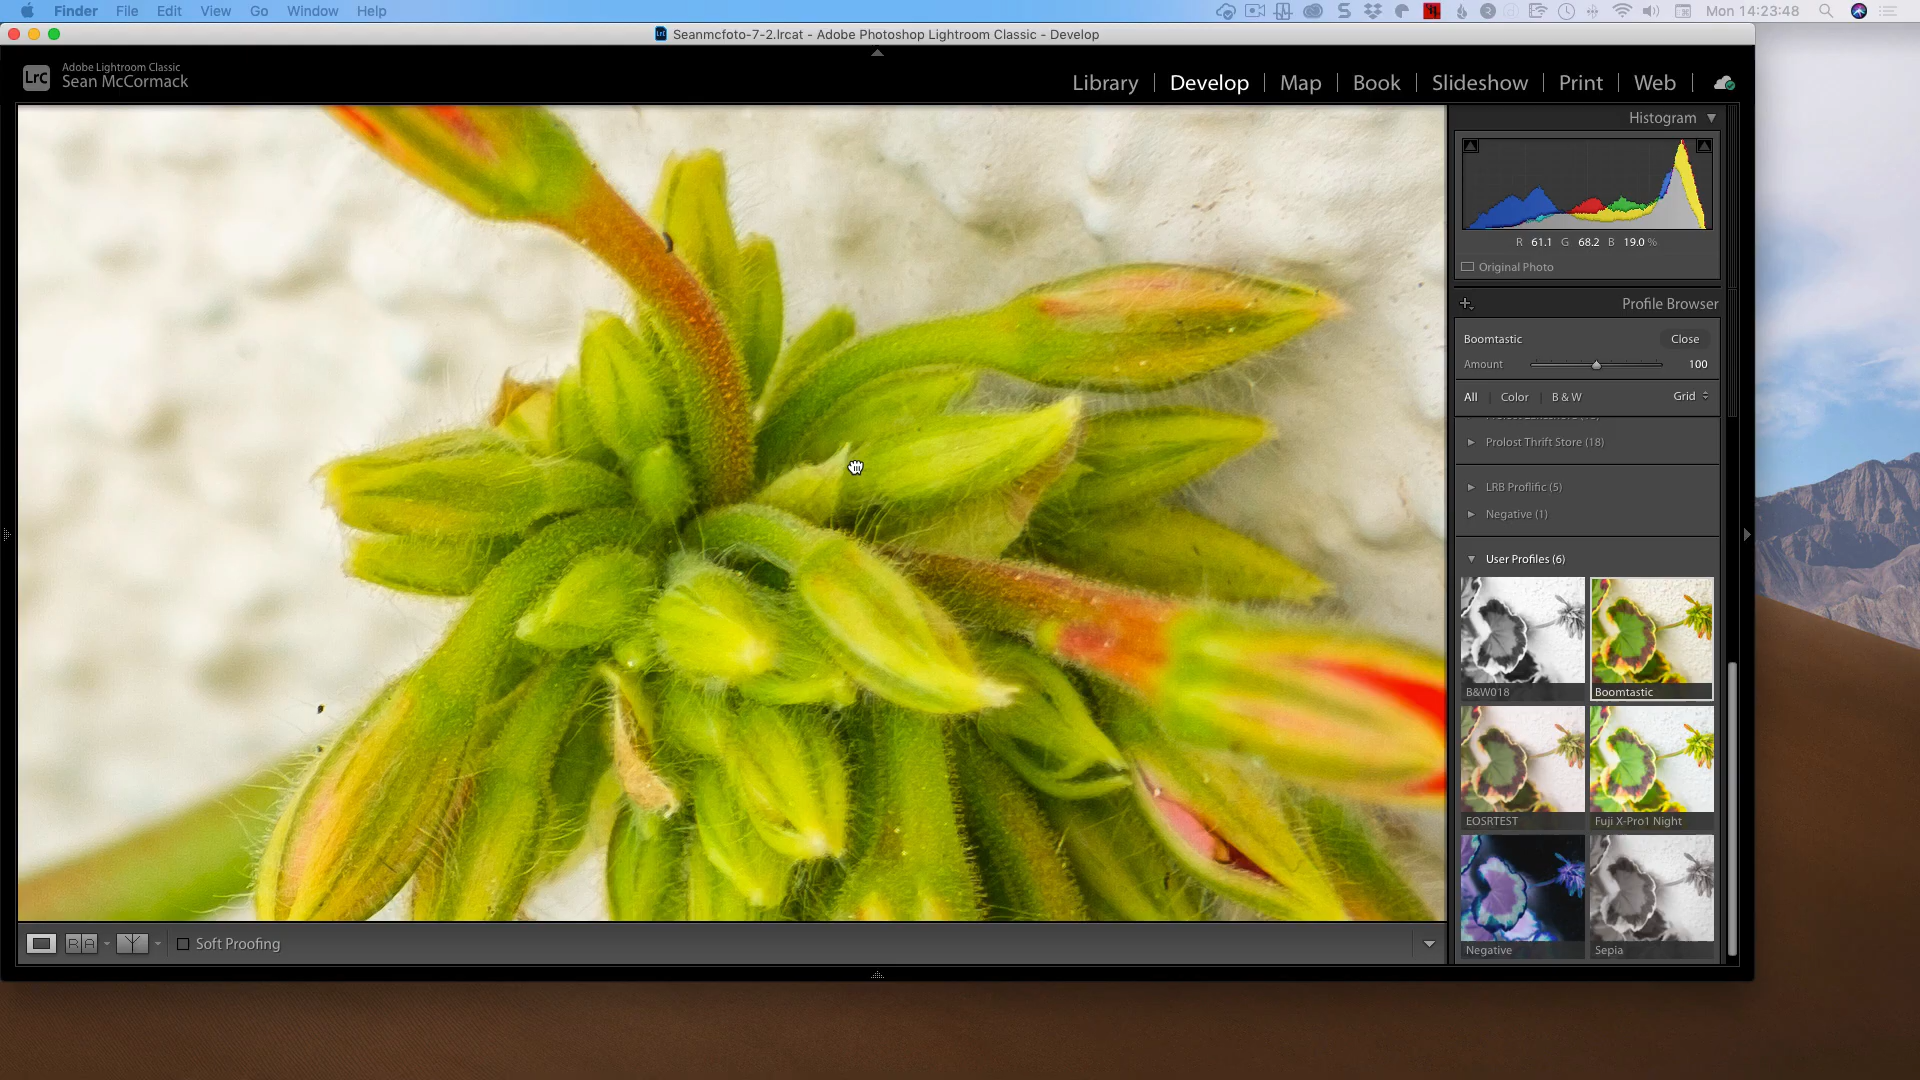 Finder File Edit View Go Window Help
Mon 14:23:48
Seanmcfoto-7-2.lrcat - Adobe Photoshop Lightroom Classic - Develop
Lrc
Adobe Lightroom Classic
Sean McCormack
Library | Develop | Map | Book | Slideshow | Print | Web
Histogram
R 61.1 G 68.2 B 19.0 %
Original Photo
Profile Browser
Boomtastic Close
Amount 100
All | Color | B & W Grid
Prolost Thrift Store (18)
LRB Proflific (5)
Negative (1)
User Profiles (6)
B&W018 Boomtastic
EOSRTEST Fuji X-Pro1 Night
Negative Sepia
R A Y Soft Proofing